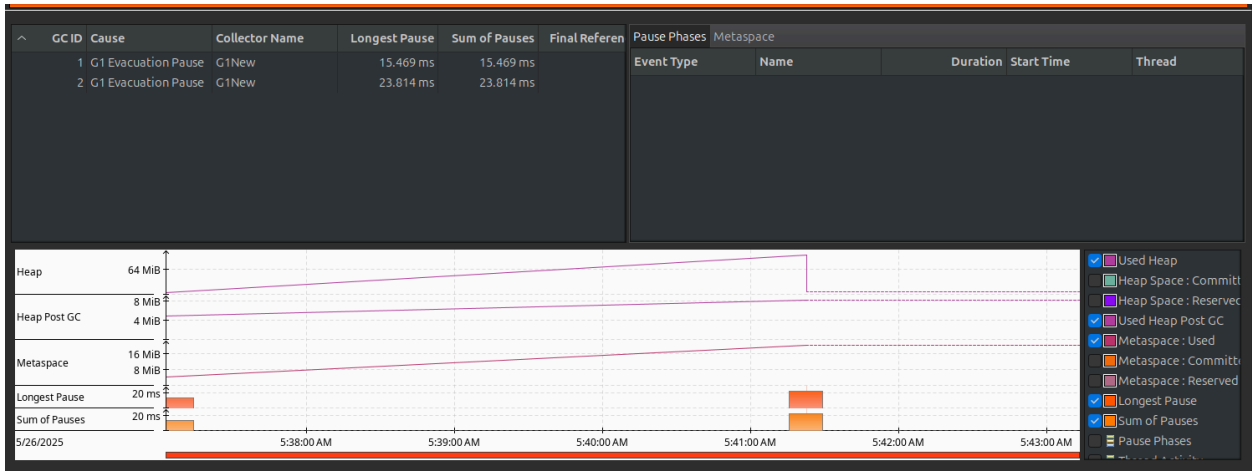 GC ID Cause Collector Name Longest Pause Sum of Pauses Final Referen
1 G1 Evacuation Pause G1New 15.469 ms 15.469 ms
2 G1 Evacuation Pause G1New 23.814 ms 23.814 ms
Pause Phases Metaspace
Event Type Name Duration Start Time Thread
Heap 64 MiB
8 MiB
Heap Post GC 4 MiB
16 MiB
Metaspace 8 MiB
Longest Pause 20 ms
Sum of Pauses 20 ms
5/26/2025 5:38:00 AM 5:39:00 AM 5:40:00 AM 5:41:00 AM 5:42:00 AM 5:43:00 AM
Used Heap
Heap Space : Committ
Heap Space : Reserved
Used Heap Post GC
Metaspace : Used
Metaspace : Committe
Metaspace : Reserved
Longest Pause
Sum of Pauses
Pause Phases
Thread Activity